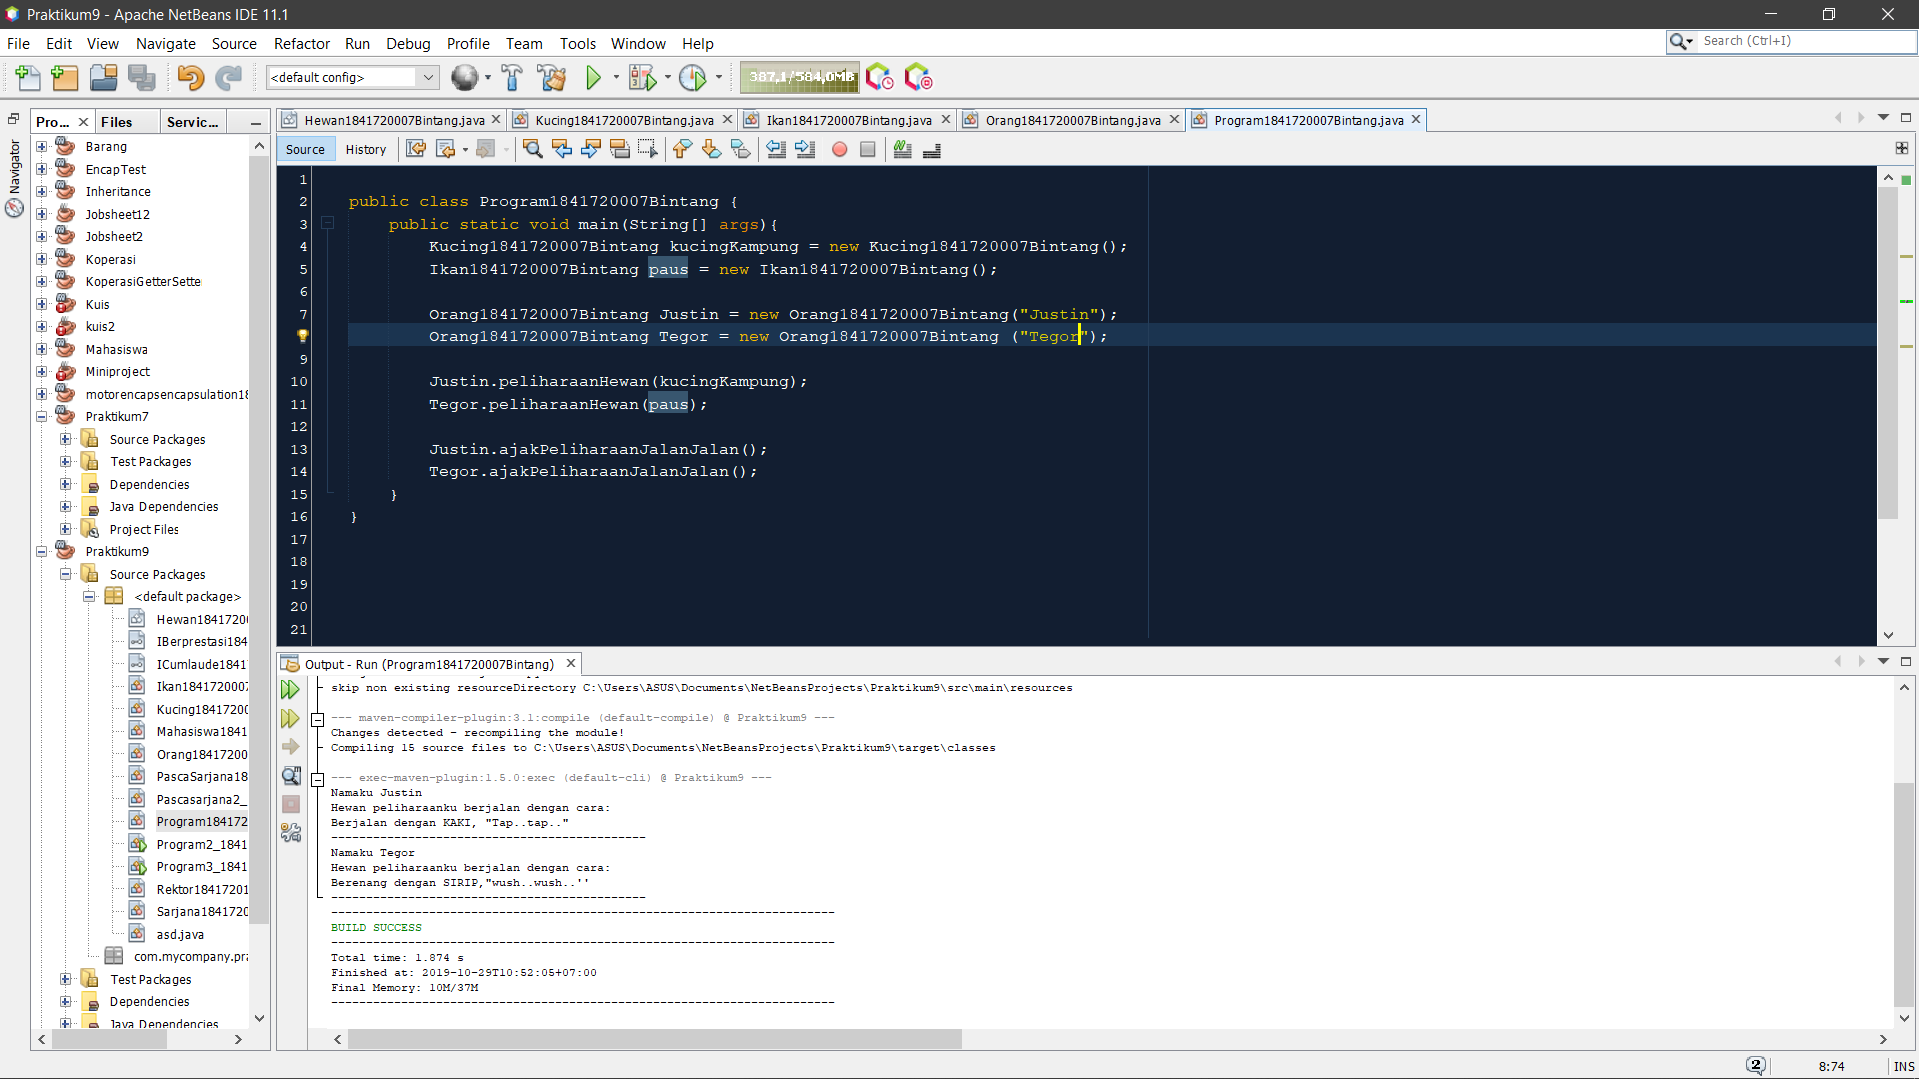 Praktikum9 - Apache NetBeans IDE 11.1
File Edit View Navigate Source Refactor Run Debug Profile Team Tools Window Help
Search (Ctrl+I)
<default config>
387,1/584,0MB
Navigator
Pro... Files Servic...
Barang
EncapTest
Inheritance
Jobsheet12
Jobsheet2
Koperasi
KoperasiGetterSette
Kuis
kuis2
Mahasiswa
Miniproject
motorencapsencapsulation18
Praktikum7
Source Packages
Test Packages
Dependencies
Java Dependencies
Project Files
Praktikum9
Source Packages
<default package>
Hewan1841720
IBerprestasi184
ICumlaude1841
Ikan184172000
Kucing1841720
Mahasiswa1841
Orang18417200
PascaSarjana18
Pascasarjana2_
Program184172
Program2_1841
Program3_1841
Rektor18417201
Sarjana184172
asd.java
com.mycompany.pra
Test Packages
Dependencies
Java Dependencies
Hewan1841720007Bintang.java Kucing1841720007Bintang.java Ikan1841720007Bintang.java Orang1841720007Bintang.java Program1841720007Bintang.java
Source History
1
2 public class Program1841720007Bintang {
3 public static void main(String[] args){
4 Kucing1841720007Bintang kucingKampung = new Kucing1841720007Bintang();
5 Ikan1841720007Bintang paus = new Ikan1841720007Bintang();
6
7 Orang1841720007Bintang Justin = new Orang1841720007Bintang("Justin");
Orang1841720007Bintang Tegor = new Orang1841720007Bintang ("Tegor");
9
10 Justin.peliharaanHewan(kucingKampung);
11 Tegor.peliharaanHewan(paus);
12
13 Justin.ajakPeliharaanJalanJalan();
14 Tegor.ajakPeliharaanJalanJalan();
15 }
16 }
17
18
19
20
21
Output - Run (Program1841720007Bintang)
skip non existing resourceDirectory C:\Users\ASUS\Documents\NetBeansProjects\Praktikum9\src\main\resources
--- maven-compiler-plugin:3.1:compile (default-compile) @ Praktikum9 ---
Changes detected - recompiling the module!
Compiling 15 source files to C:\Users\ASUS\Documents\NetBeansProjects\Praktikum9\target\classes
--- exec-maven-plugin:1.5.0:exec (default-cli) @ Praktikum9 ---
Namaku Justin
Hewan peliharaanku berjalan dengan cara:
Berjalan dengan KAKI, "Tap..tap.."
---------------------------------------------
Namaku Tegor
Hewan peliharaanku berjalan dengan cara:
Berenang dengan SIRIP,"wush..wush..''
---------------------------------------------
------------------------------------------------------------------------
BUILD SUCCESS
------------------------------------------------------------------------
Total time: 1.874 s
Finished at: 2019-10-29T10:52:05+07:00
Final Memory: 10M/37M
------------------------------------------------------------------------
2 8:74 INS